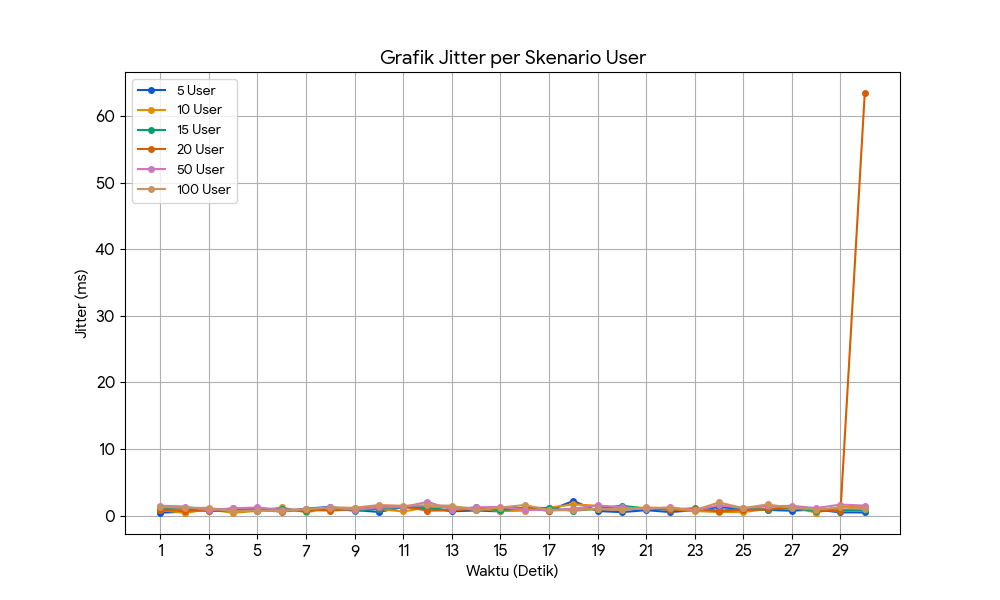 Grafik Jitter per Skenario User
5 User
10 User
15 User
20 User
50 User
100 User
Jitter (ms)
60
50
40
30
20
10
0
1 3 5 7 9 11 13 15 17 19 21 23 25 27 29
Waktu (Detik)